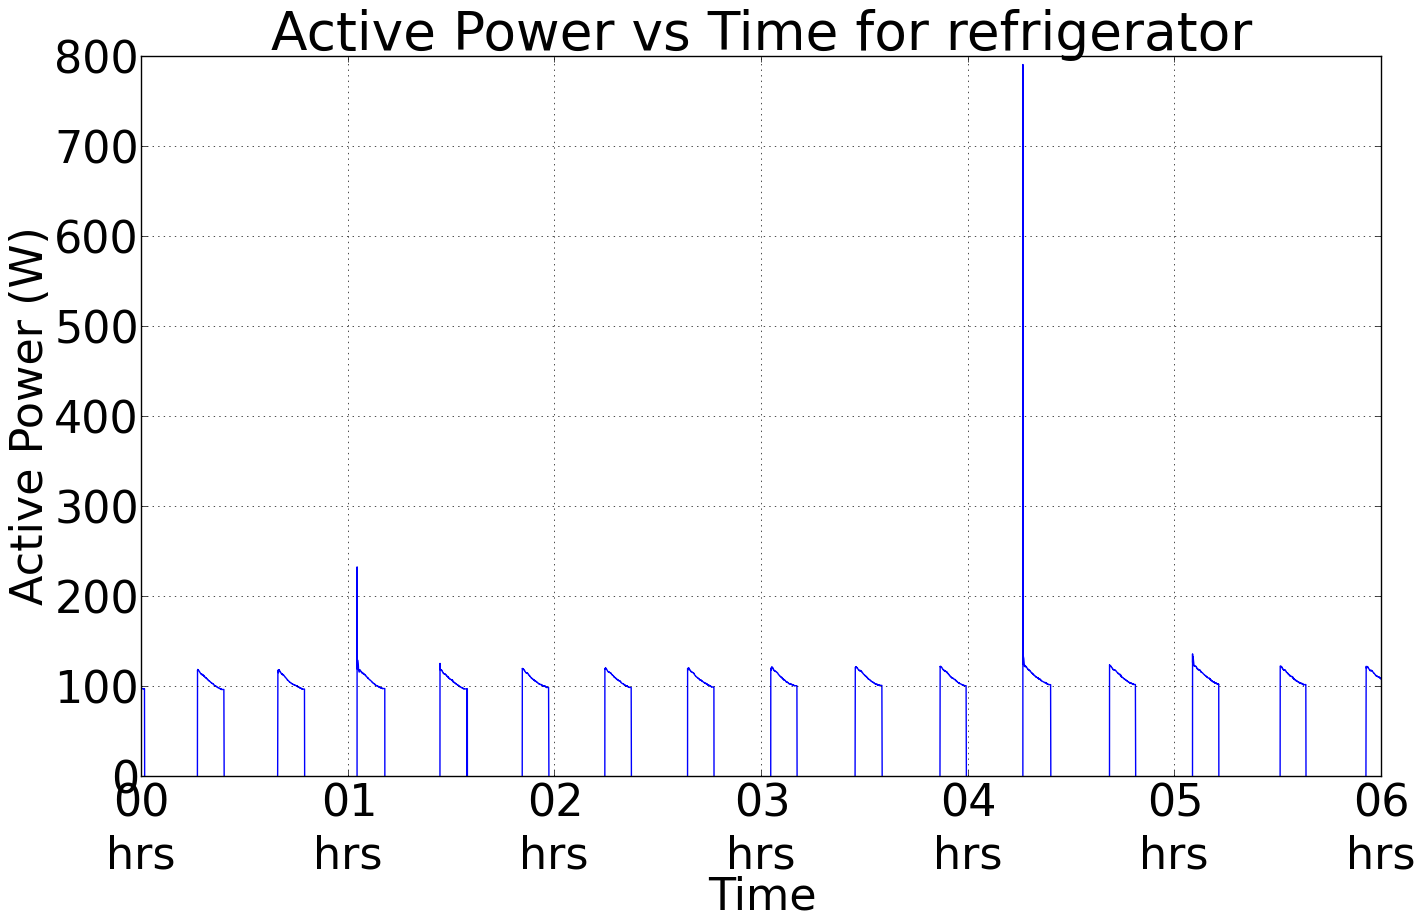 Active Power vs Time for refrigerator
800
700
600
500
400
300
200
100
0
Active Power (W)
00 hrs
01 hrs
02 hrs
03 hrs
04 hrs
05 hrs
06 hrs
Time